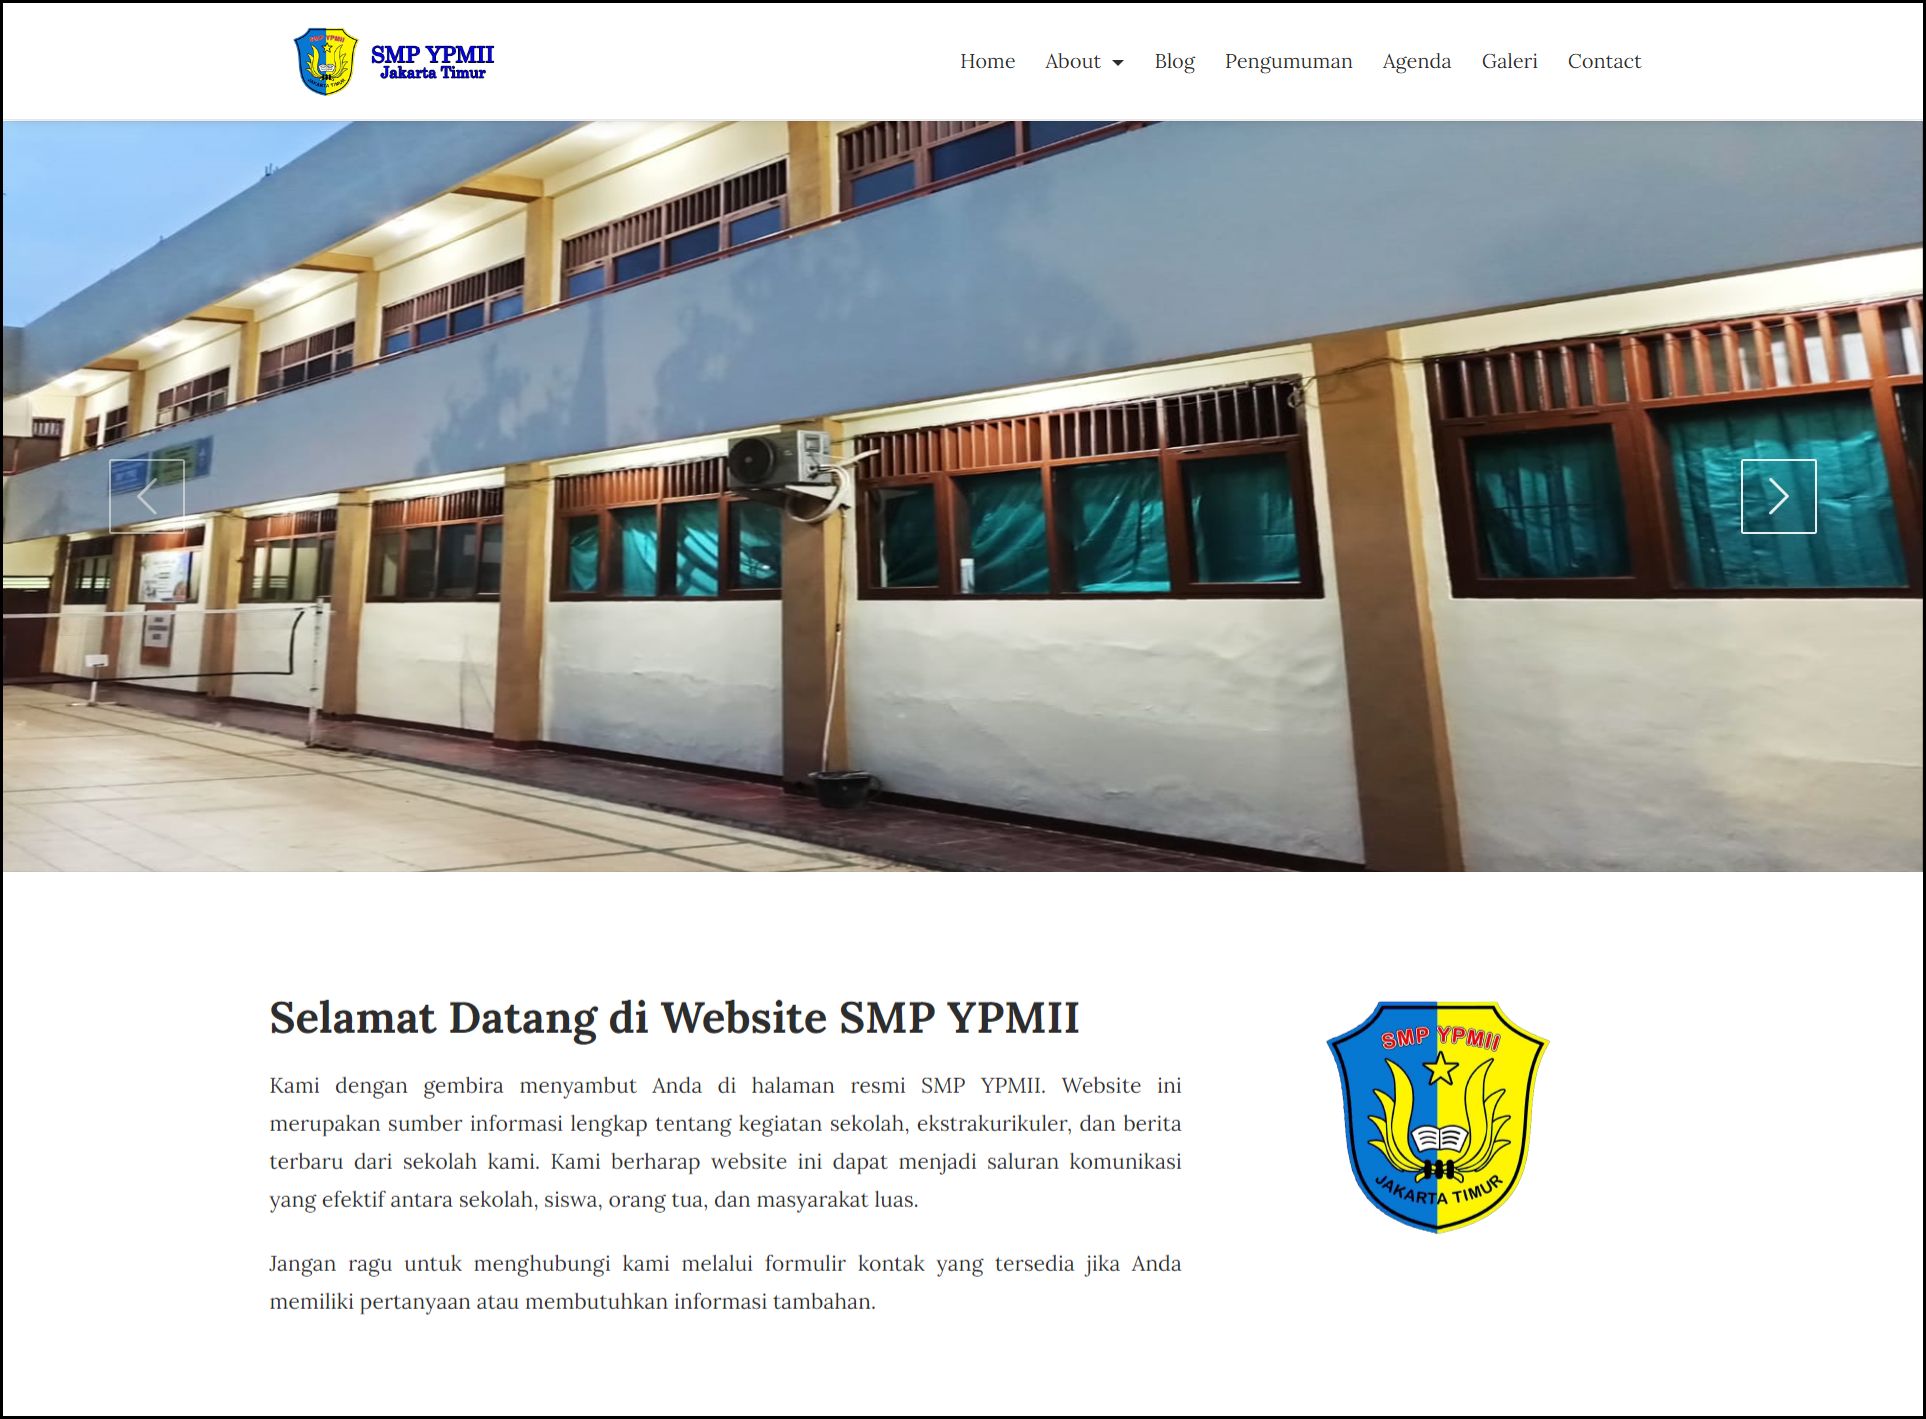 SMP YPMII
JAKARTA TIMUR
SMP YPMII
Jakarta Timur
Home About Blog Pengumuman Agenda Galeri Contact
Selamat Datang di Website SMP YPMII
Kami dengan gembira menyambut Anda di halaman resmi SMP YPMII. Website ini
merupakan sumber informasi lengkap tentang kegiatan sekolah, ekstrakurikuler, dan berita
terbaru dari sekolah kami. Kami berharap website ini dapat menjadi saluran komunikasi
yang efektif antara sekolah, siswa, orang tua, dan masyarakat luas.
Jangan ragu untuk menghubungi kami melalui formulir kontak yang tersedia jika Anda
memiliki pertanyaan atau membutuhkan informasi tambahan.
SMP YPMII
JAKARTA TIMUR